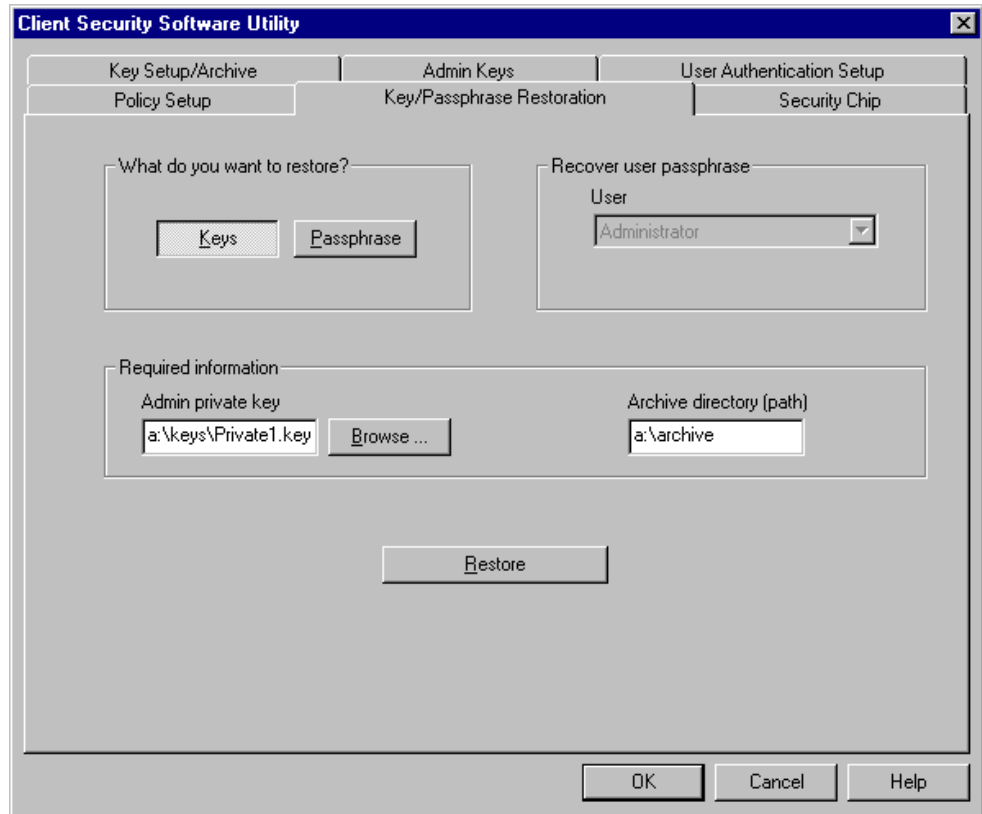 Client Security Software Utility
Key Setup/Archive
Admin Keys
User Authentication Setup
Policy Setup
Key/Passphrase Restoration
Security Chip
What do you want to restore?
Keys
Passphrase
Recover user passphrase
User
Administrator
Required information
Admin private key
a:\keys\Private1.key
Browse ...
Archive directory (path)
a:\archive
Restore
OK
Cancel
Help